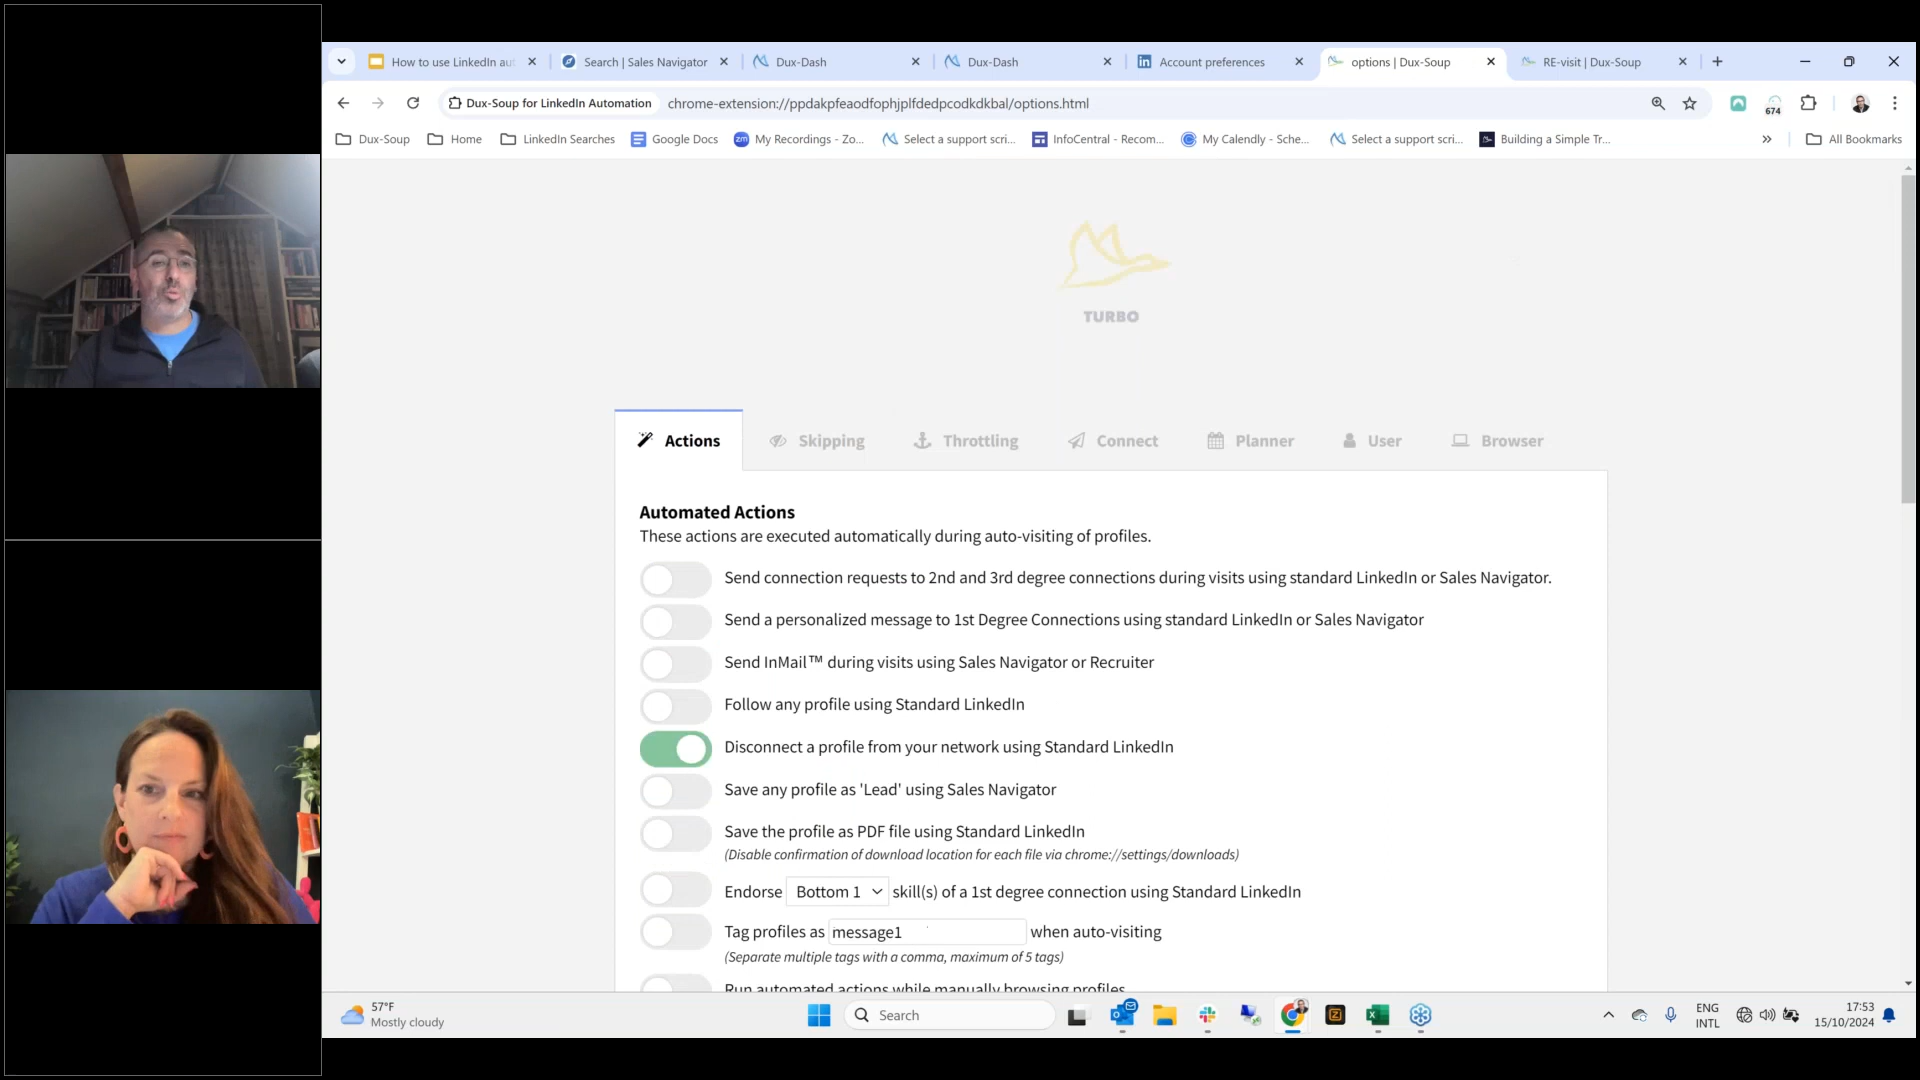 How to use LinkedIn au
Search | Sales Navigator
Dux-Dash
Dux-Dash
Account preferences
options | Dux-Soup
RE-visit | Dux-Soup
Dux-Soup for LinkedIn Automation
chrome-extension://ppdakpfeaodfophjplfdedpcodkdkbal/options.html
674
Dux-Soup
Home
LinkedIn Searches
Google Docs
zm
My Recordings - Zo...
Select a support scri...
InfoCentral - Recom...
My Calendly - Sche...
Select a support scri...
Building a Simple Tr...
All Bookmarks
TURBO
Actions
Skipping
Throttling
Connect
Planner
User
Browser
Automated Actions
These actions are executed automatically during auto-visiting of profiles.
Send connection requests to 2nd and 3rd degree connections during visits using standard LinkedIn or Sales Navigator.
Send a personalized message to 1st Degree Connections using standard LinkedIn or Sales Navigator
Send InMail™ during visits using Sales Navigator or Recruiter
Follow any profile using Standard LinkedIn
Disconnect a profile from your network using Standard LinkedIn
Save any profile as 'Lead' using Sales Navigator
Save the profile as PDF file using Standard LinkedIn
(Disable confirmation of download location for each file via chrome://settings/downloads)
Endorse Bottom 1 skill(s) of a 1st degree connection using Standard LinkedIn
Tag profiles as message1 when auto-visiting
(Separate multiple tags with a comma, maximum of 5 tags)
Run automated actions while manually browsing profiles
57°F
Mostly cloudy
Search
ENG
INTL
17:53
15/10/2024